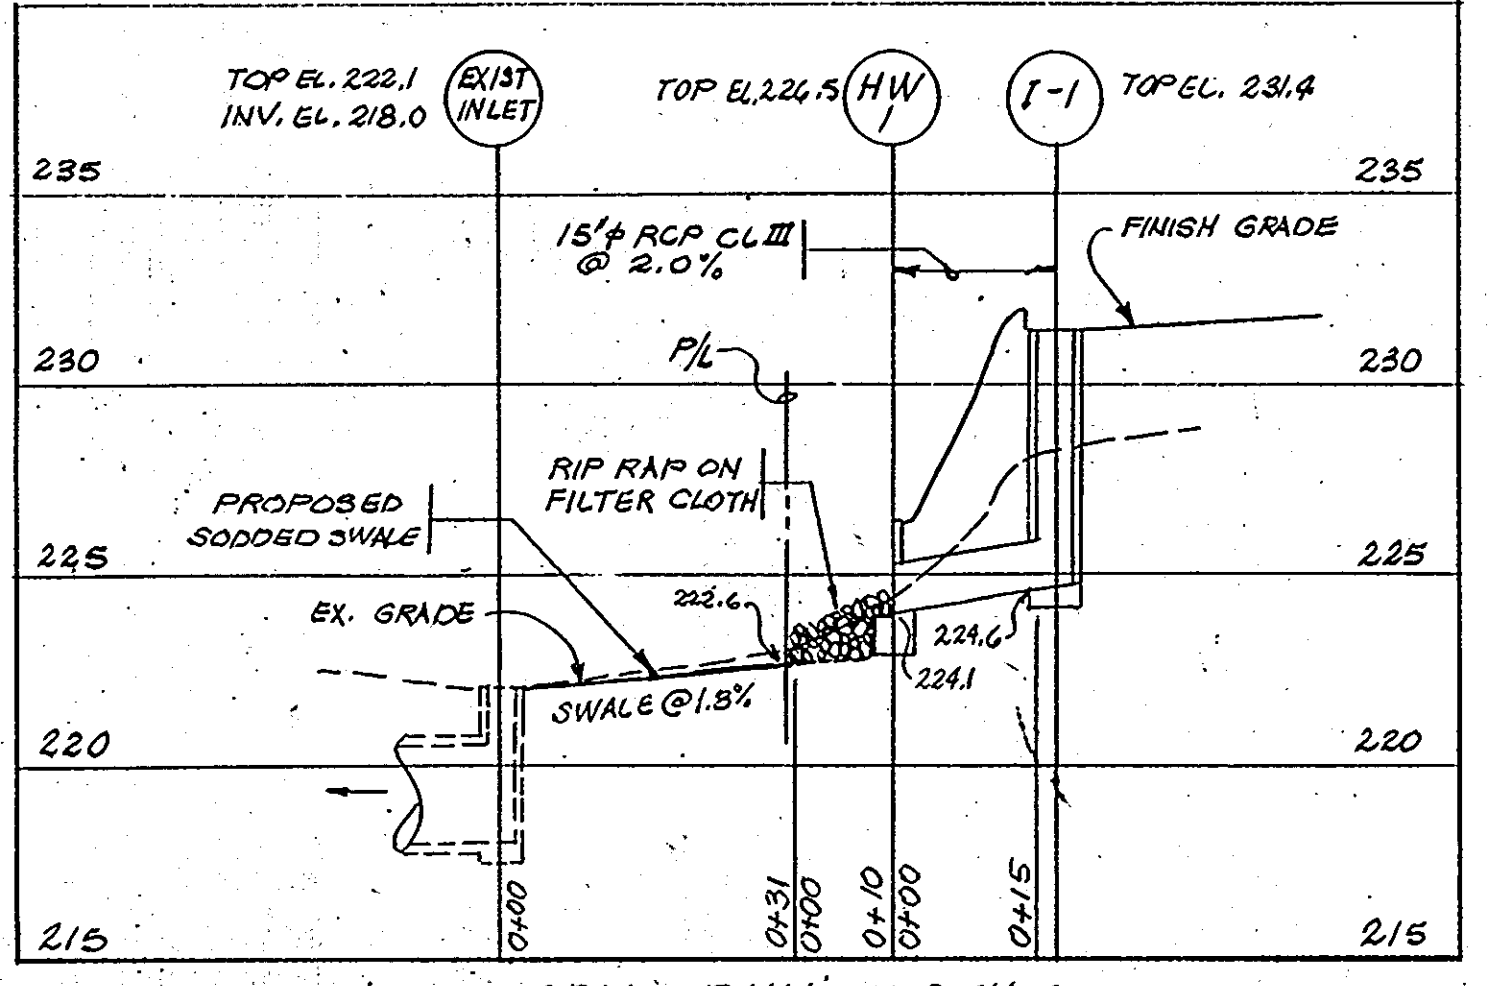 TOP EL. 222.1
INV. EL. 218.0
EXIST
INLET
TOP EL. 226.5
HW
1
I-1
TOP EL. 231.4
235
235
15"ϕ RCP CL III
@ 2.0%
FINISH GRADE
P/L
230
230
RIP RAP ON
FILTER CLOTH
PROPOSED
SODDED SWALE
225
225
EX. GRADE
222.6
224.6
224.1
SWALE @ 1.8%
220
220
0+00
0+31
0+00
0+10
0+00
0+15
215
215